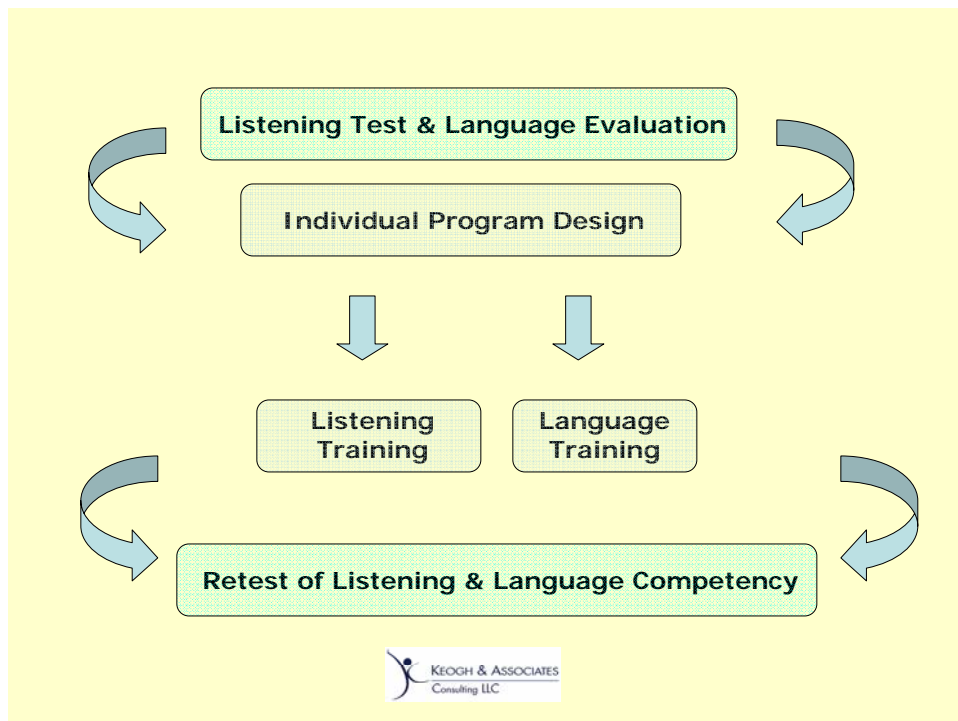 Listening Test & Language Evaluation
Individual Program Design
Listening
Training
Language
Training
Retest of Listening & Language Competency
KEOGH & ASSOCIATES
Consulting LLC